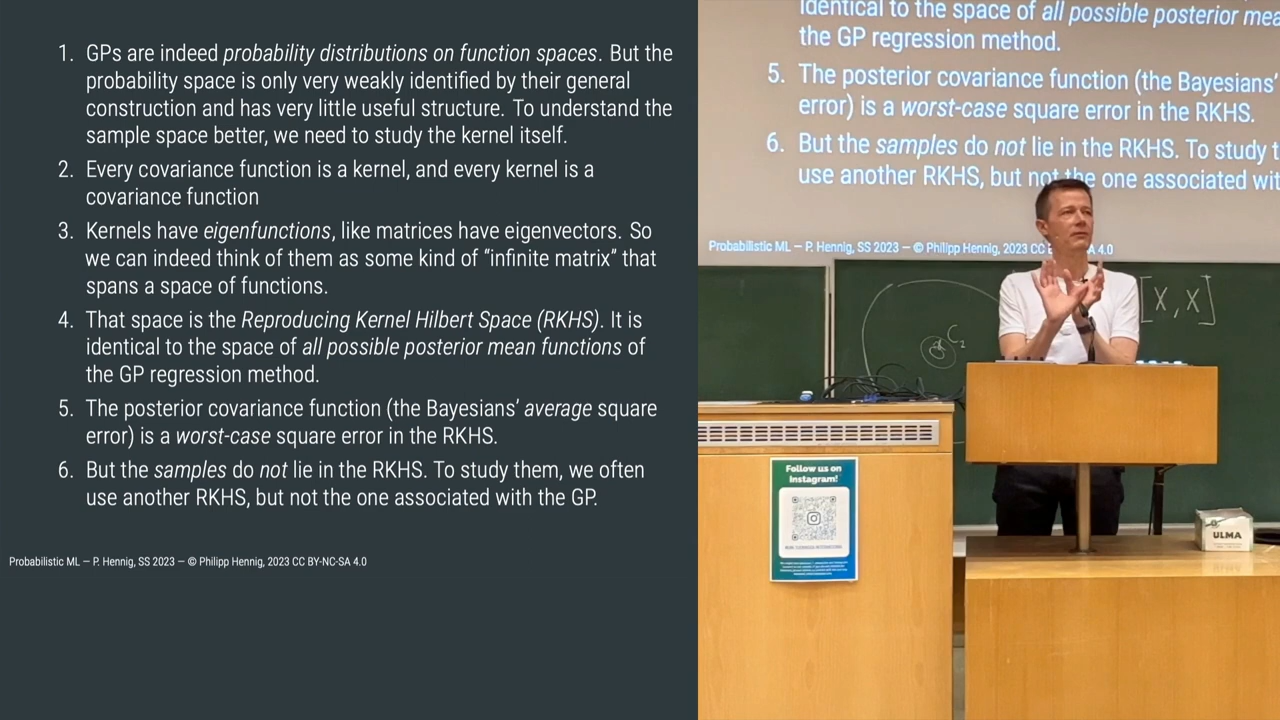 1. GPs are indeed probability distributions on function spaces. But the
probability space is only very weakly identified by their general
construction and has very little useful structure. To understand the
sample space better, we need to study the kernel itself.
2. Every covariance function is a kernel, and every kernel is a
covariance function
3. Kernels have eigenfunctions, like matrices have eigenvectors. So
we can indeed think of them as some kind of “infinite matrix” that
spans a space of functions.
4. That space is the Reproducing Kernel Hilbert Space (RKHS). It is
identical to the space of all possible posterior mean functions of
the GP regression method.
5. The posterior covariance function (the Bayesians’ average square
error) is a worst-case square error in the RKHS.
6. But the samples do not lie in the RKHS. To study them, we often
use another RKHS, but not the one associated with the GP.
Probabilistic ML — P. Hennig, SS 2023 — © Philipp Hennig, 2023 CC BY-NC-SA 4.0
identical to the space of all possible posterior mea
the GP regression method.
5. The posterior covariance function (the Bayesians’
error) is a worst-case square error in the RKHS.
6. But the samples do not lie in the RKHS. To study t
use another RKHS, but not the one associated wit
Probabilistic ML — P. Hennig, SS 2023 — © Philipp Hennig, 2023 CC 4.0
[X,X]
Follow us on
Instagram!
ULMA